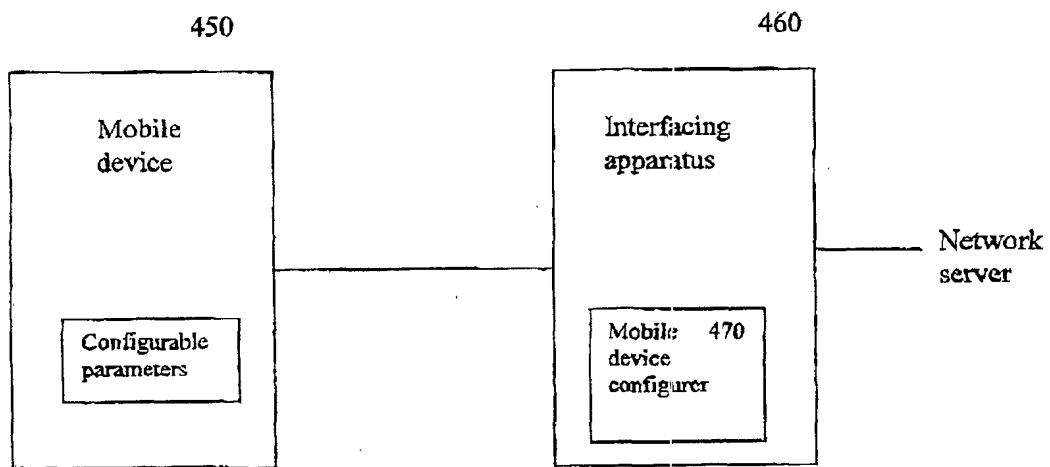 450
460
Mobile
device
Interfacing
apparatus
Network
server
Configurable
parameters
Mobile 470
device
configurer